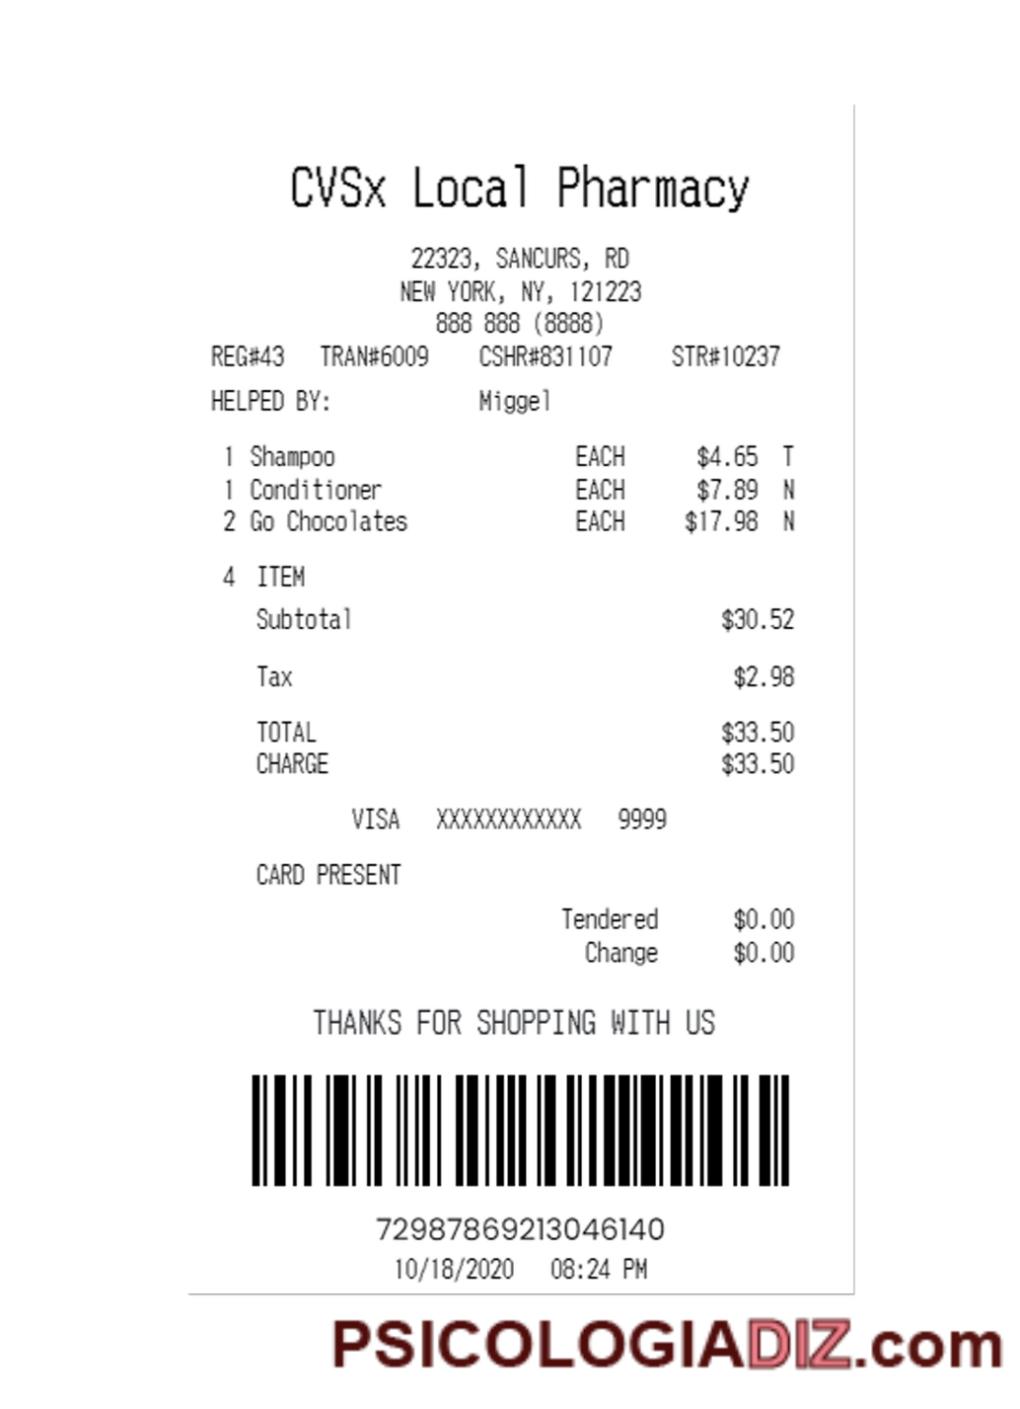 CVSx Local Pharmacy
22323, SANCURS, RD
NEW YORK, NY, 121223
888 888 (8888)
REG#43 TRAN#6009 CSHR#831107 STR#10237
HELPED BY: Miggel
1 Shampoo EACH $4.65 T
1 Conditioner EACH $7.89 N
2 Go Chocolates EACH $17.98 N
4 ITEM
Subtotal $30.52
Tax $2.98
TOTAL $33.50
CHARGE $33.50
VISA XXXXXXXXXXXX 9999
CARD PRESENT
Tendered $0.00
Change $0.00
THANKS FOR SHOPPING WITH US
72987869213046140
10/18/2020 08:24 PM
PSICOLOGIADIZ.com